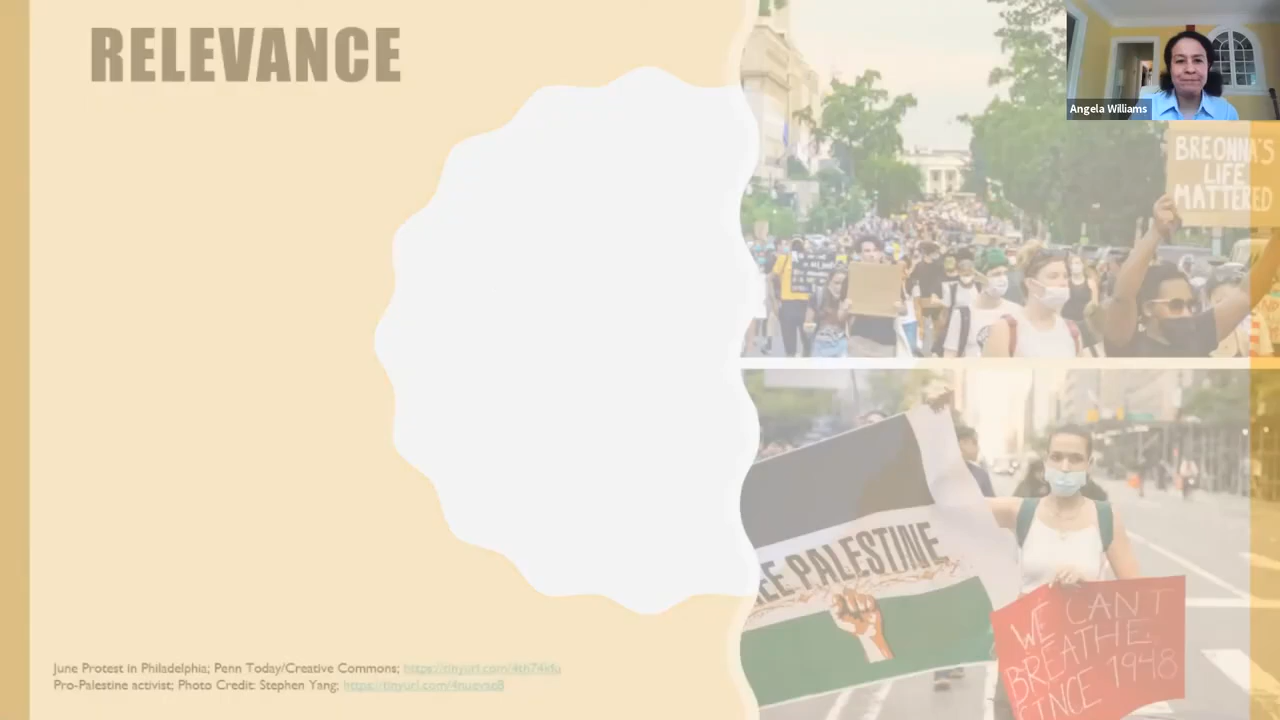 RELEVANCE
Angela Williams
BREONNA'S
LIFE
MATTERED
EE PALESTINE
WE CAN'T
BREATHE
SINCE 1948
June Protest in Philadelphia; Penn Today/Creative Commons;
Pro-Palestine activist; Photo Credit: Stephen Yang;